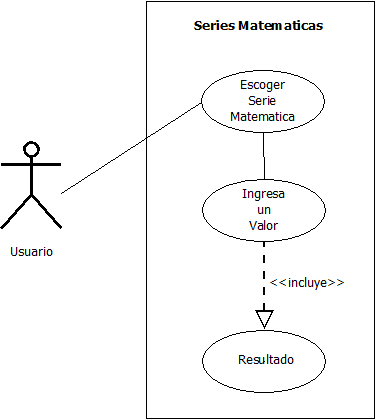 Series Matematicas
Escoger
Serie
Matematica
Ingresa
un
Valor
Usuario
<<incluye>>
Resultado